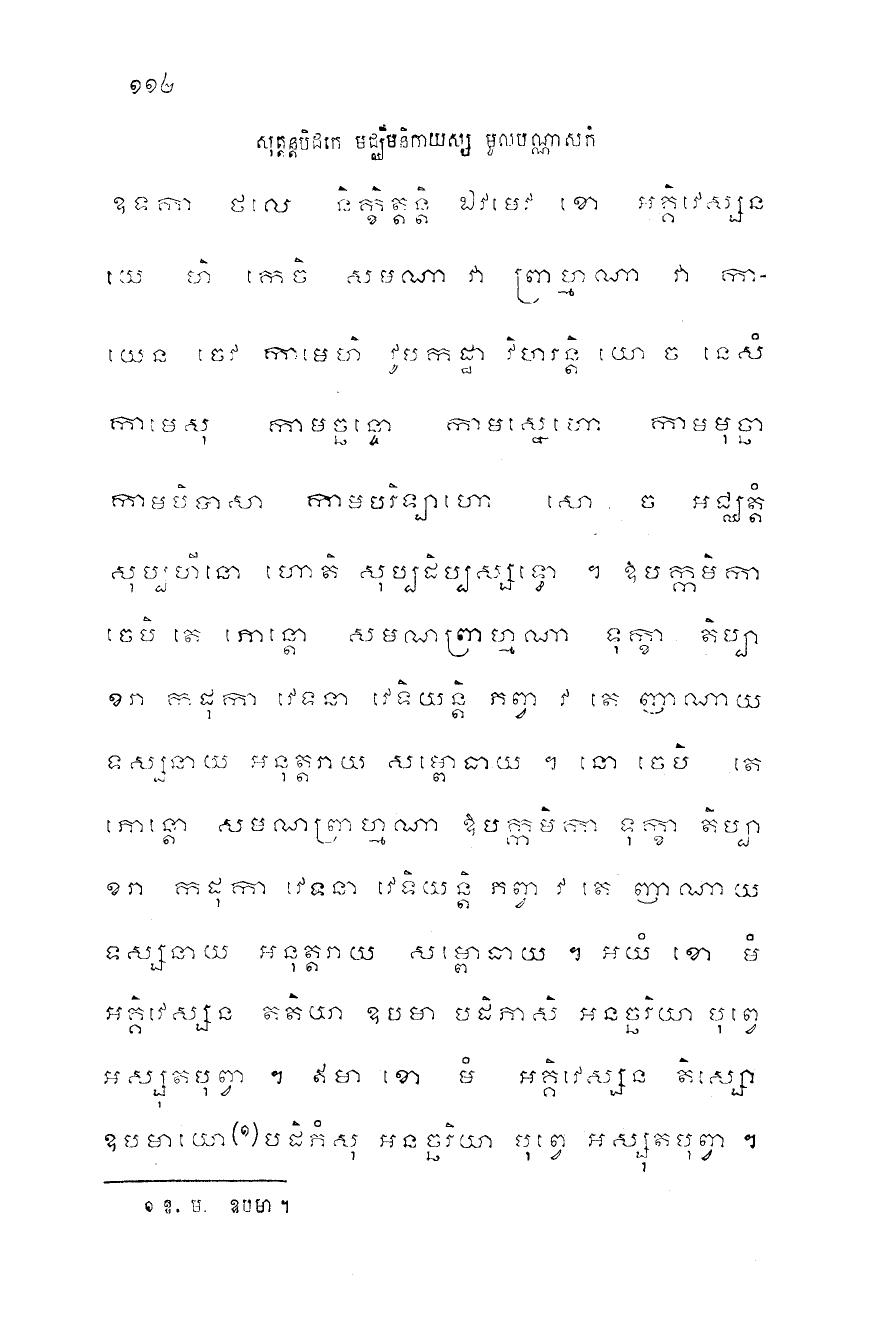 ១១៤
សុត្តន្តបិដកេ មជ្ឈិមនិកាយស្ស មូលបណ្ណាសកំ
ឧទកា ថលេ និក្ខិត្តន្តិ ឯវមេវ ខោ អគ្គិវេស្សន
យេ ហិ កេចិ សមណា វា ព្រាហ្មណា វា កា-
យេន ចេវ កាមេហិ វូបកដ្ឋា វិហរន្តិ យោ ច នេសំ
កាមេសុ កាមច្ឆន្ទោ កាមស្នេហោ កាមមុច្ឆា
កាមបិបាសា កាមបរិឡាហោ សោ ច អជ្ឈត្តំ
សុប្បហីនោ ហោតិ សុប្បដិប្បស្សទ្ធោ ។ ឱបក្កមិកា
ចេបិ តេ ភោន្តោ សមណព្រាហ្មណា ទុក្ខា តិប្បា
ខរា កដុកា វេទនា វេទិយន្តិ ភព្វា វ តេ ញាណាយ
ទស្សនាយ អនុត្តរាយ សម្ពោធាយ ។ នោ ចេបិ តេ
ភោន្តោ សមណព្រាហ្មណា ឱបក្កមិកា ទុក្ខា តិប្បា
ខរា កដុកា វេទនា វេទិយន្តិ ភព្វា វ តេ ញាណាយ
ទស្សនាយ អនុត្តរាយ សម្ពោធាយ ។ អយំ ខោ មំ
អគ្គិវេស្សន តតិយា ឧបមា បដិភាសិ អនច្ឆរិយា បុព្វេ
អស្សុតបុព្វា ។ ឥមា ខោ មំ អគ្គិវេស្សន តិស្សោ
ឧបមាយោ(១)បដិភំសុ អនច្ឆរិយា បុព្វេ អស្សុតបុព្វា ។
១ ឱ. ម. ឧបមា ។